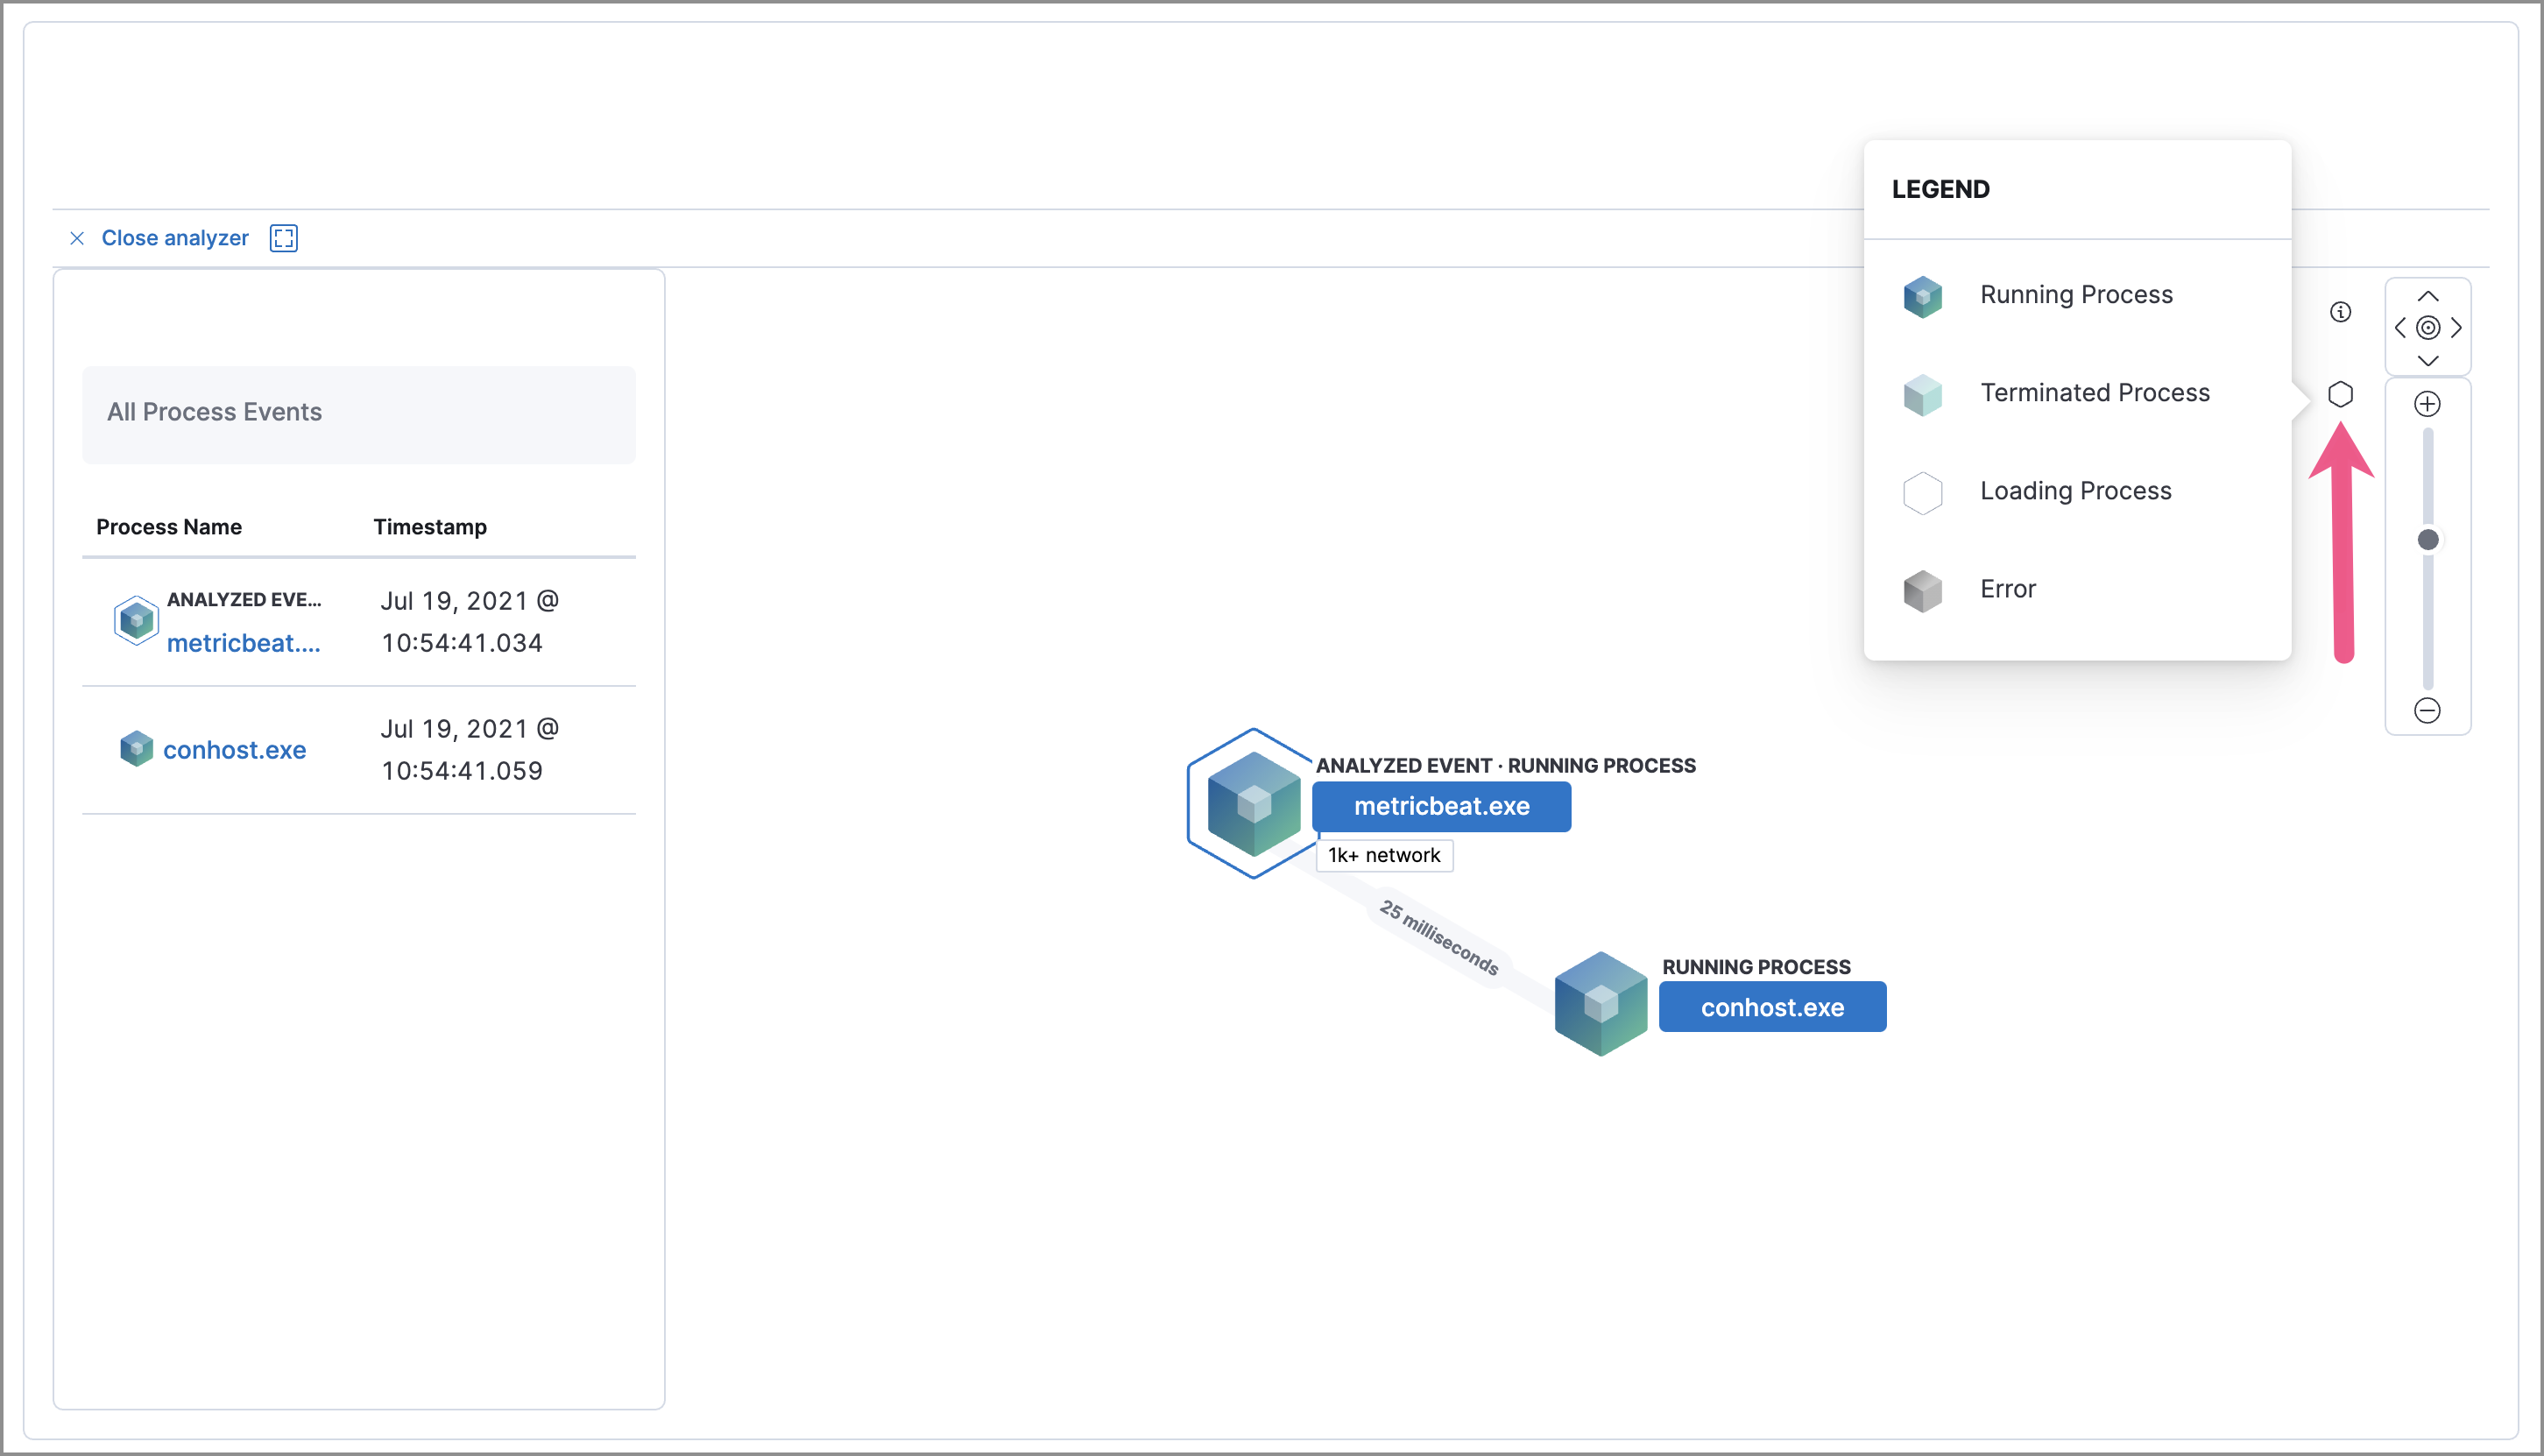 LEGEND
Close analyzer
Running Process
Terminated Process
Loading Process
Error
All Process Events
Process Name Timestamp
ANALYZED EVE... Jul 19, 2021 @
metricbeat.... 10:54:41.034
conhost.exe Jul 19, 2021 @
10:54:41.059
ANALYZED EVENT · RUNNING PROCESS
metricbeat.exe
1k+ network
25 milliseconds
RUNNING PROCESS
conhost.exe